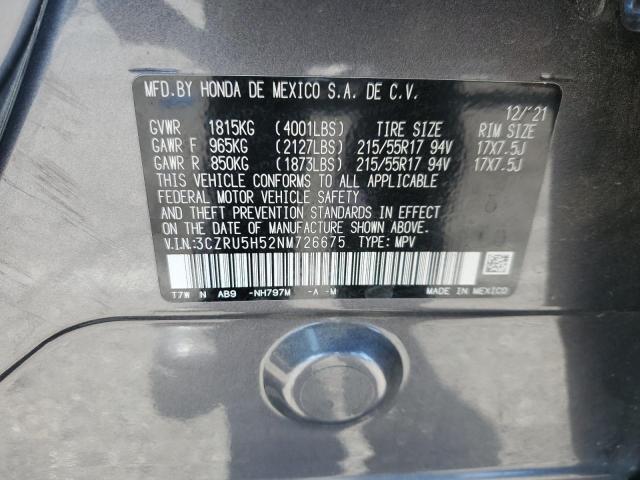 MFD.BY HONDA DE MEXICO S.A. DE C.V.
12/'21
GVWR 1815KG (4001LBS) TIRE SIZE RIM SIZE
GAWR F 965KG (2127LBS) 215/55R17 94V 17X7.5J
GAWR R 850KG (1873LBS) 215/55R17 94V 17X7.5J
THIS VEHICLE CONFORMS TO ALL APPLICABLE
FEDERAL MOTOR VEHICLE SAFETY
AND THEFT PREVENTION STANDARDS IN EFFECT
ON THE DATE OF MANUFACTURE SHOWN ABOVE.
V.I.N.:3CZRU5H52NM726675 TYPE: MPV
T7W N AB9 -NH797M -A -M MADE IN MEXICO